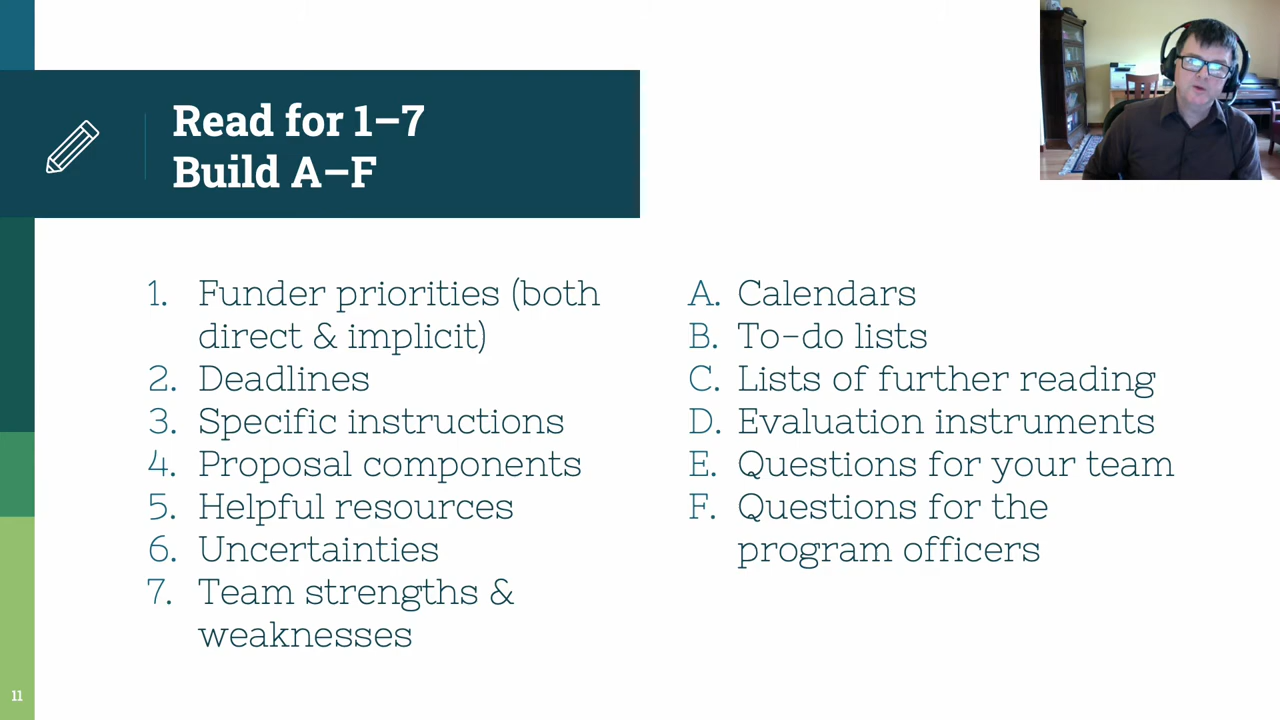 Read for 1–7
Build A–F
1. Funder priorities (both
direct & implicit)
2. Deadlines
3. Specific instructions
4. Proposal components
5. Helpful resources
6. Uncertainties
7. Team strengths &
weaknesses
A. Calendars
B. To-do lists
C. Lists of further reading
D. Evaluation instruments
E. Questions for your team
F. Questions for the
program officers
11